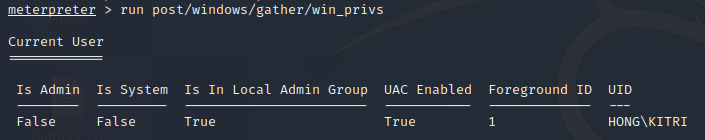 meterpreter > run post/windows/gather/win_privs
Current User
============
Is Admin  Is System  Is In Local Admin Group  UAC Enabled  Foreground ID  UID
--------  ---------  -----------------------  -----------  -------------  ---
False     False      True                     True         1              HONG\KITRI